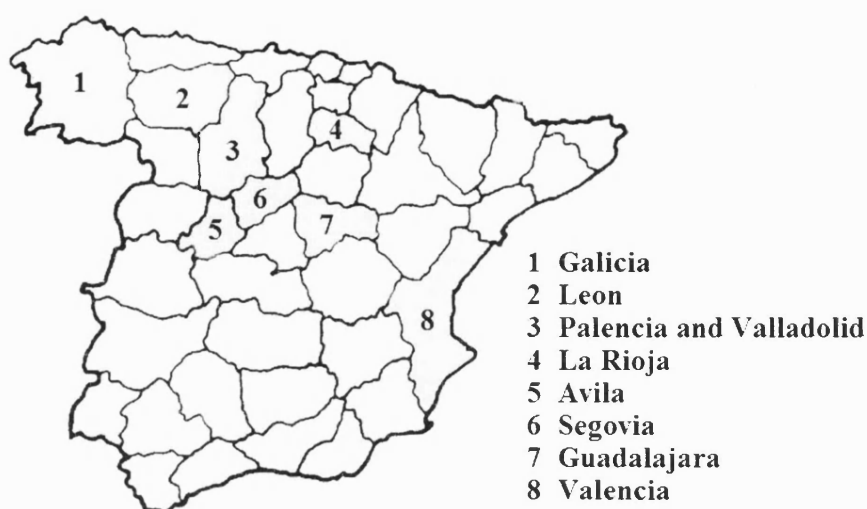 1
2
3
4
5
6
7
8
1 Galicia
2 Leon
3 Palencia and Valladolid
4 La Rioja
5 Avila
6 Segovia
7 Guadalajara
8 Valencia